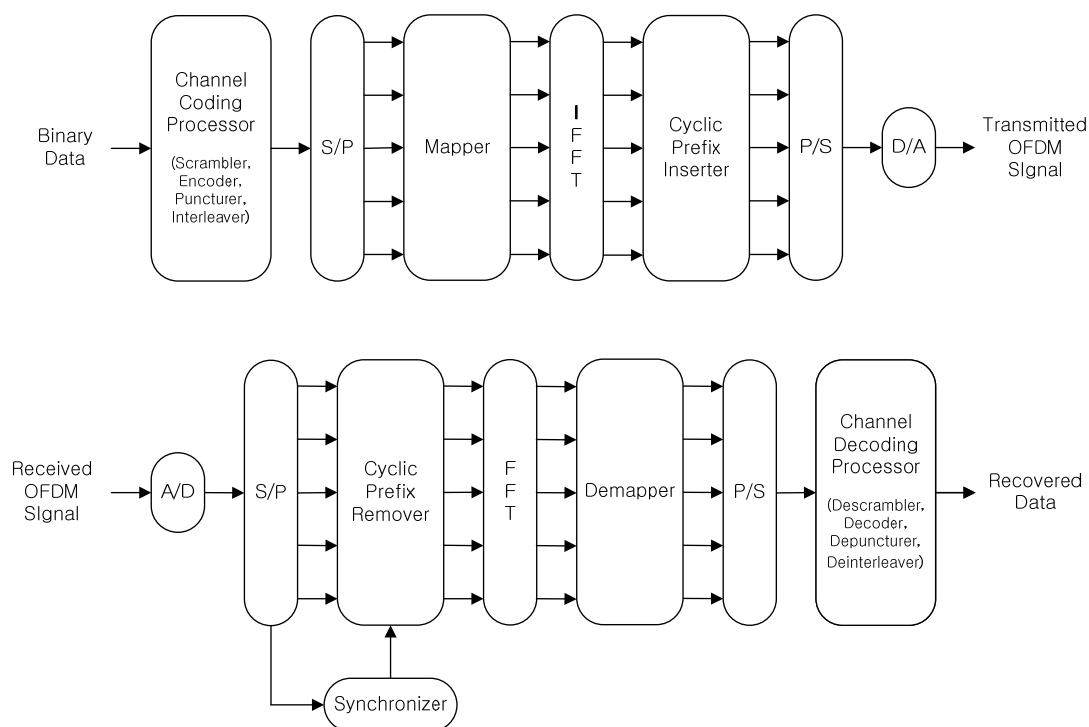 Binary
Data
Channel
Coding
Processor
(Scrambler,
Encoder,
Puncturer,
Interleaver)
S/P
Mapper
I
F
F
T
Cyclic
Prefix
Inserter
P/S
D/A
Transmitted
OFDM
SIgnal
Received
OFDM
SIgnal
A/D
S/P
Cyclic
Prefix
Remover
F
F
T
Demapper
P/S
Channel
Decoding
Processor
(Desrambler,
Decoder,
Depuncturer,
Deinterleaver)
Recovered
Data
Synchronizer